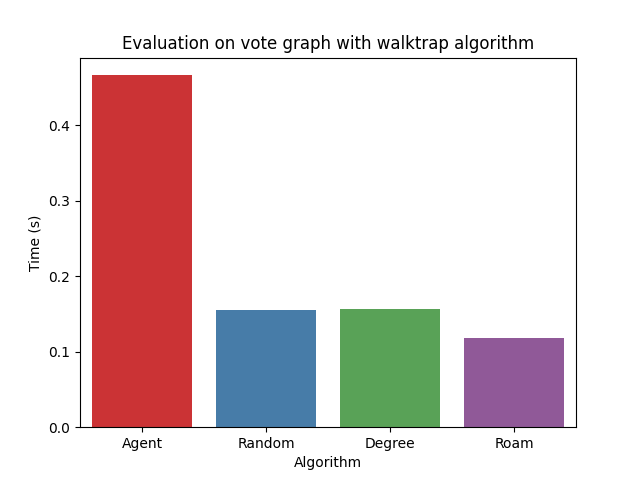 Evaluation on vote graph with walktrap algorithm
Time (s)
0.4
0.3
0.2
0.1
0.0
Agent Random Degree Roam
Algorithm